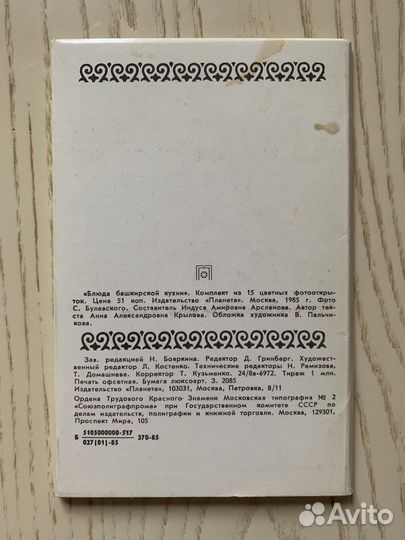 «Блюда башкирской кухни». Комплект из 15 цветных фотооткры-
ток. Цена 51 коп. Издательство «Планета». Москва, 1985 г. Фото
С. Булавского. Составитель Индуса Амировна Арсланова. Автор тек-
ста Анна Александровна Крылова. Обложка художника В. Пальчи-
кова.
Зав. редакцией Н. Бояркина. Редактор Д. Гринберг. Художествен-
ный редактор Л. Костенко. Технические редакторы Н. Ремизова,
Т. Домашнева. Корректор Т. Кузьменко. 24/8а-6972. Тираж 1 млн.
Печать офсетная. Бумага люксоарт. З. 2085
Издательство «Планета», 103031, Москва, Петровка, 8/11
Ордена Трудового Красного Знамени Московская типография № 2
«Союзполиграфпрома» при Государственном комитете СССР по
делам издательств, полиграфии и книжной торговли. Москва, 129301,
Проспект Мира, 105
Б 5105000000-517
027(01)-85 370-85
Avito